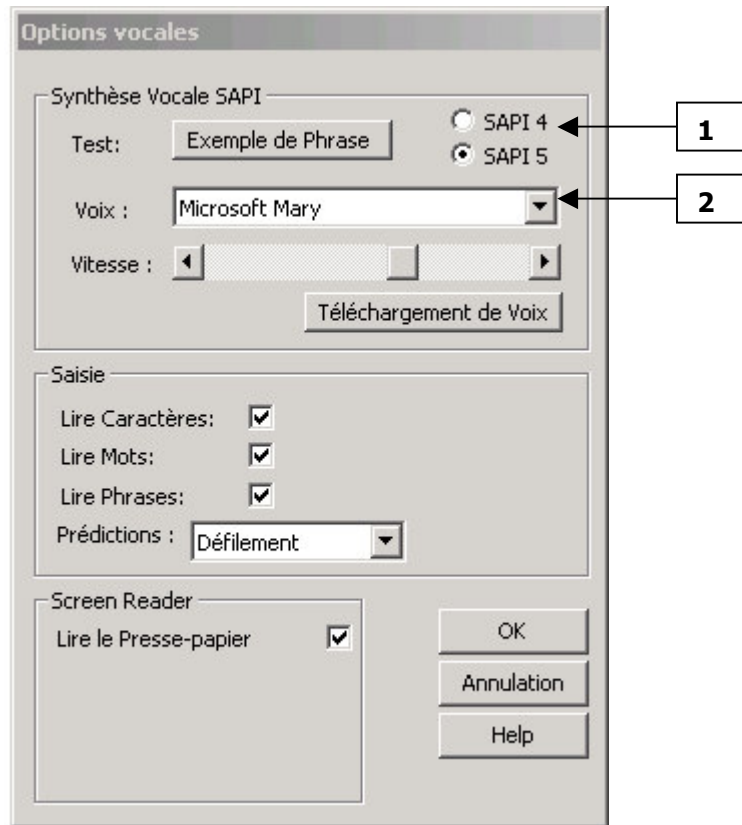 Options vocales
Synthèse Vocale SAPI
Test:
Exemple de Phrase
SAPI 4
SAPI 5
1
Voix :
Microsoft Mary
2
Vitesse :
Téléchargement de Voix
Saisie
Lire Caractères:
Lire Mots:
Lire Phrases:
Prédictions :
Défilement
Screen Reader
Lire le Presse-papier
OK
Annulation
Help